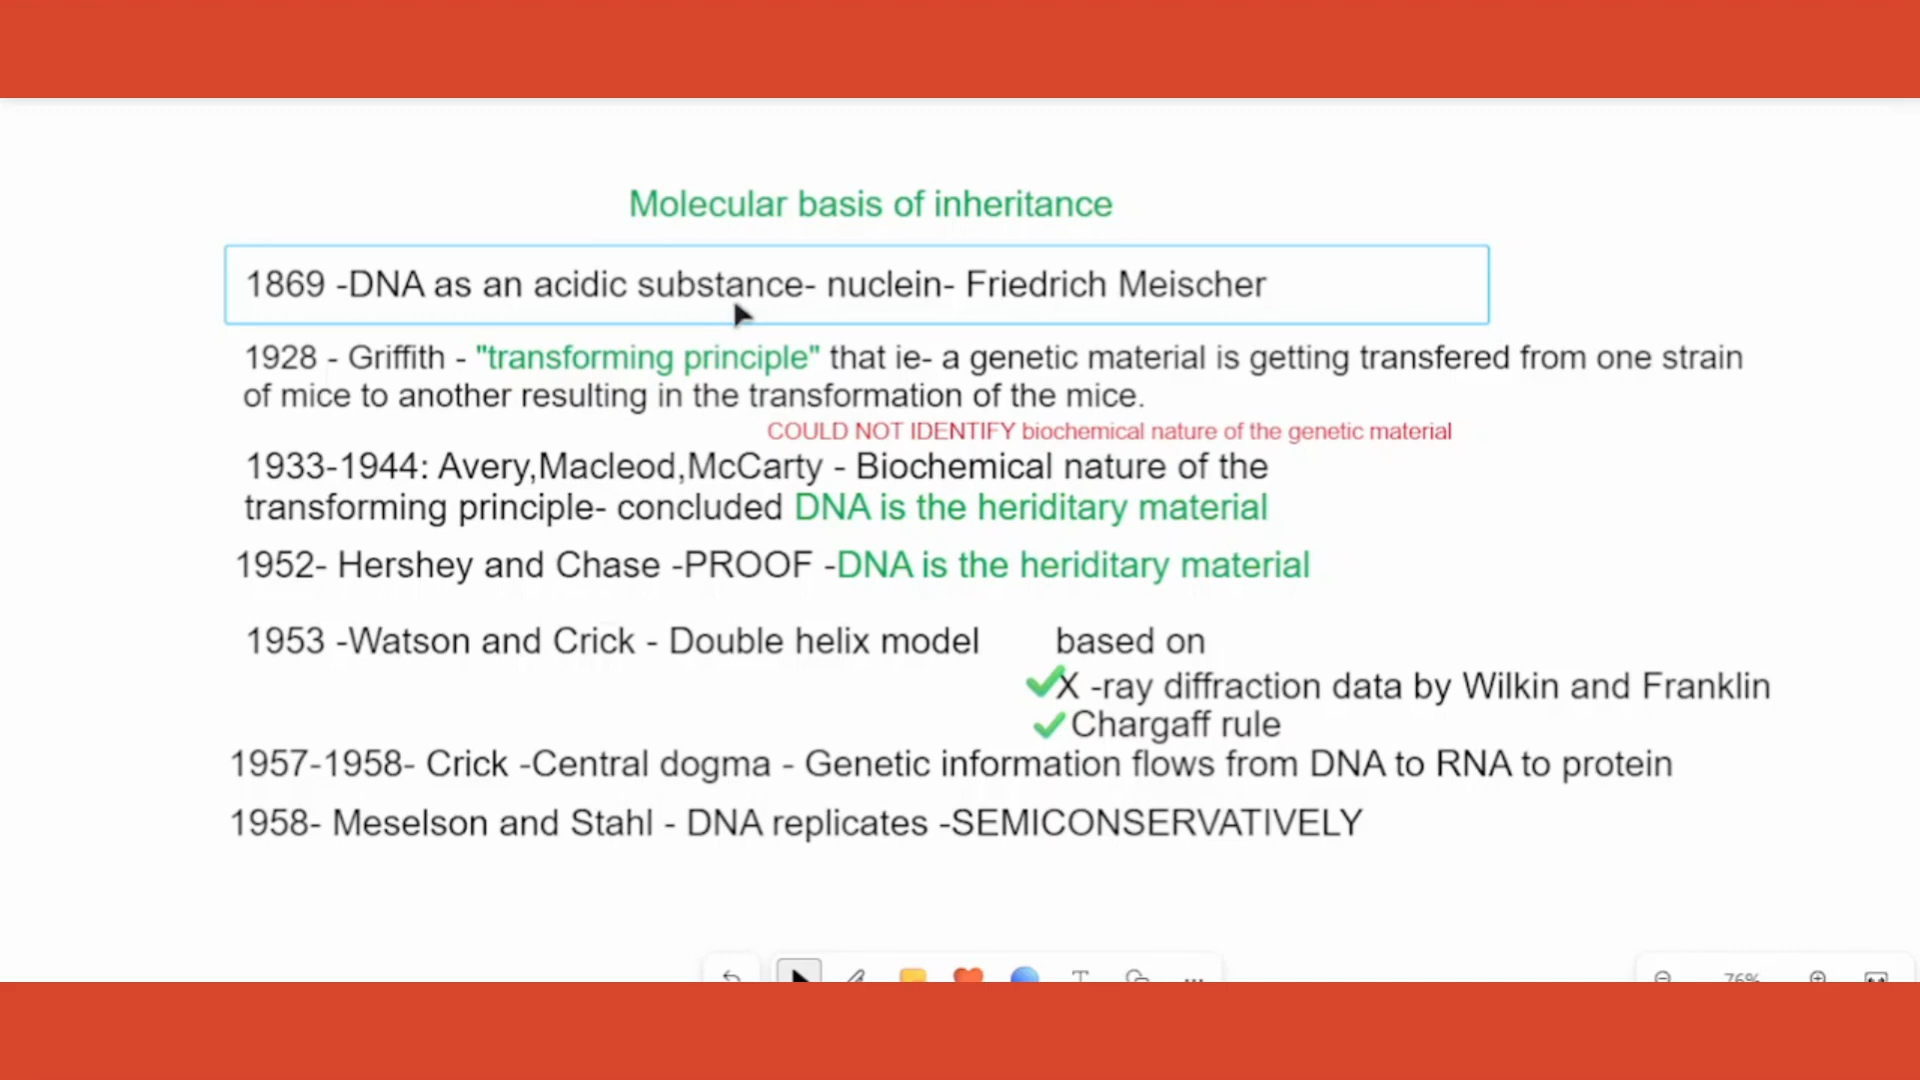 Molecular basis of inheritance
1869 -DNA as an acidic substance- nuclein- Friedrich Meischer
1928 - Griffith - "transforming principle" that ie- a genetic material is getting transfered from one strain
of mice to another resulting in the transformation of the mice.
COULD NOT IDENTIFY biochemical nature of the genetic material
1933-1944: Avery,Macleod,McCarty - Biochemical nature of the
transforming principle- concluded DNA is the heriditary material
1952- Hershey and Chase -PROOF -DNA is the heriditary material
1953 -Watson and Crick - Double helix model based on
X -ray diffraction data by Wilkin and Franklin
Chargaff rule
1957-1958- Crick -Central dogma - Genetic information flows from DNA to RNA to protein
1958- Meselson and Stahl - DNA replicates -SEMICONSERVATIVELY
76%